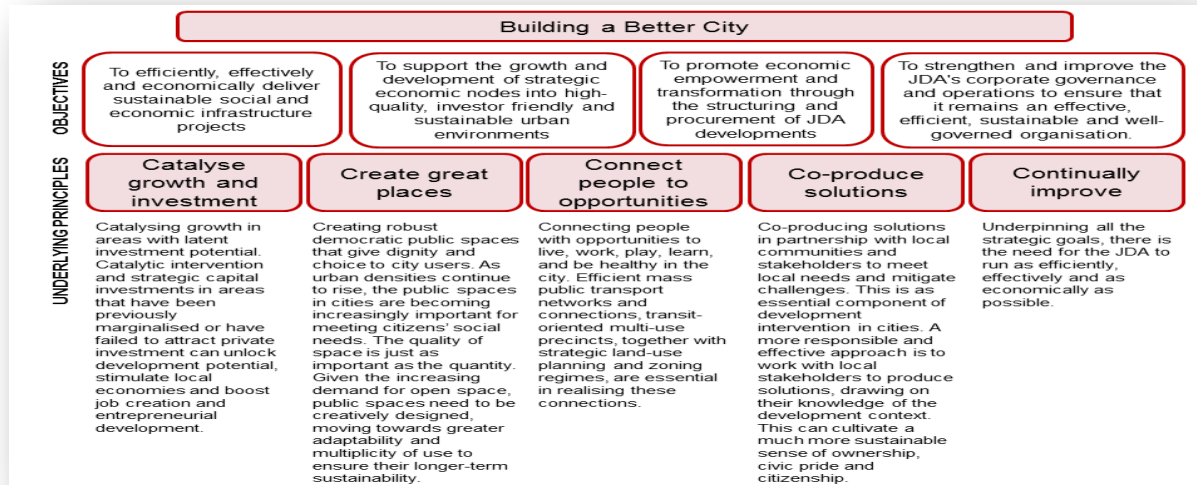 Building a Better City
OBJECTIVES
To efficiently, effectively
and economically deliver
sustainable social and
economic infrastructure
projects
To support the growth and
development of strategic
economic nodes into high-
quality, investor friendly and
sustainable urban
environments
To promote economic
empowerment and
transformation through
the structuring and
procurement of JDA
developments
To strengthen and improve the
JDA's corporate governance
and operations to ensure that
it remains an effective,
efficient, sustainable and well-
governed organisation.
UNDERLYING PRINCIPLES
Catalyse
growth and
investment
Create great
places
Connect
people to
opportunities
Co-produce
solutions
Continually
improve
Catalysing growth in
areas with latent
investment potential.
Catalytic intervention
and strategic capital
investments in areas
that have been
previously
marginalised or have
failed to attract private
investment can unlock
development potential,
stimulate local
economies and boost
job creation and
entrepreneurial
development.
Creating robust
democratic public spaces
that give dignity and
choice to city users. As
urban densities continue
to rise, the public spaces
in cities are becoming
increasingly important for
meeting citizens' social
needs. The quality of
space is just as
important as the quantity.
Given the increasing
demand for open space,
public spaces need to be
creatively designed,
moving towards greater
adaptability and
multiplicity of use to
ensure their longer-term
sustainability.
Connecting people
with opportunities to
live, work, play, learn,
and be healthy in the
city. Efficient mass
public transport
networks and
connections, transit-
oriented multi-use
precincts, together with
strategic land-use
planning and zoning
regimes, are essential
in realising these
connections.
Co-producing solutions
in partnership with local
communities and
stakeholders to meet
local needs and mitigate
challenges. This is as
essential component of
development
intervention in cities. A
more responsible and
effective approach is to
work with local
stakeholders to produce
solutions, drawing on
their knowledge of the
development context.
This can cultivate a
much more sustainable
sense of ownership,
civic pride and
citizenship.
Underpinning all the
strategic goals, there is
the need for the JDA to
run as efficiently,
effectively and as
economically as
possible.